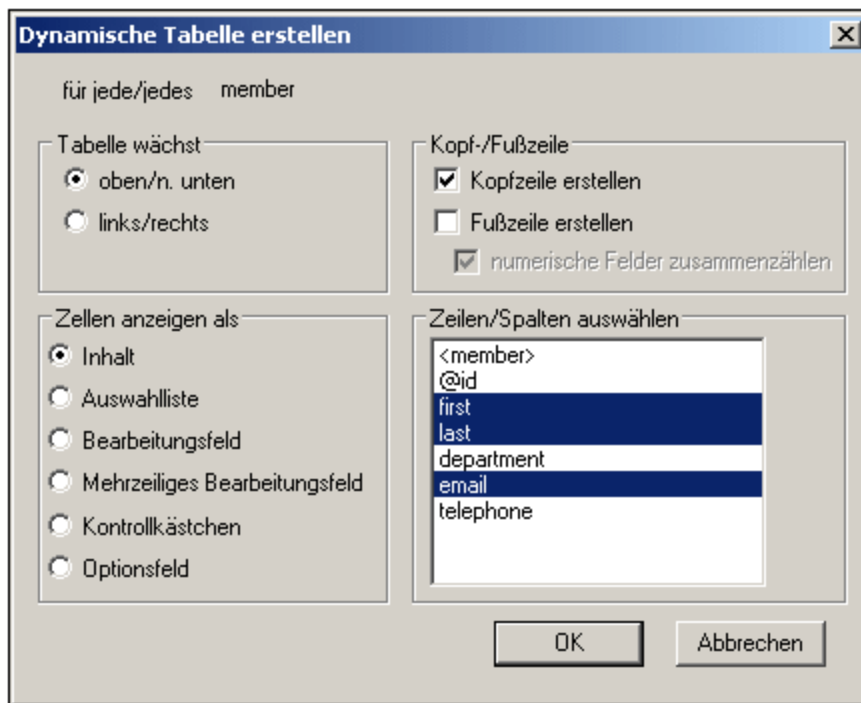 Dynamische Tabelle erstellen
für jede/jedes member
Tabelle wächst
oben/n. unten
links/rechts
Kopf-/Fußzeile
Kopfzeile erstellen
Fußzeile erstellen
numerische Felder zusammenzählen
Zellen anzeigen als
Inhalt
Auswahlliste
Bearbeitungsfeld
Mehrzeiliges Bearbeitungsfeld
Kontrollkästchen
Optionsfeld
Zeilen/Spalten auswählen
<member>
@id
first
last
department
email
telephone
OK
Abbrechen